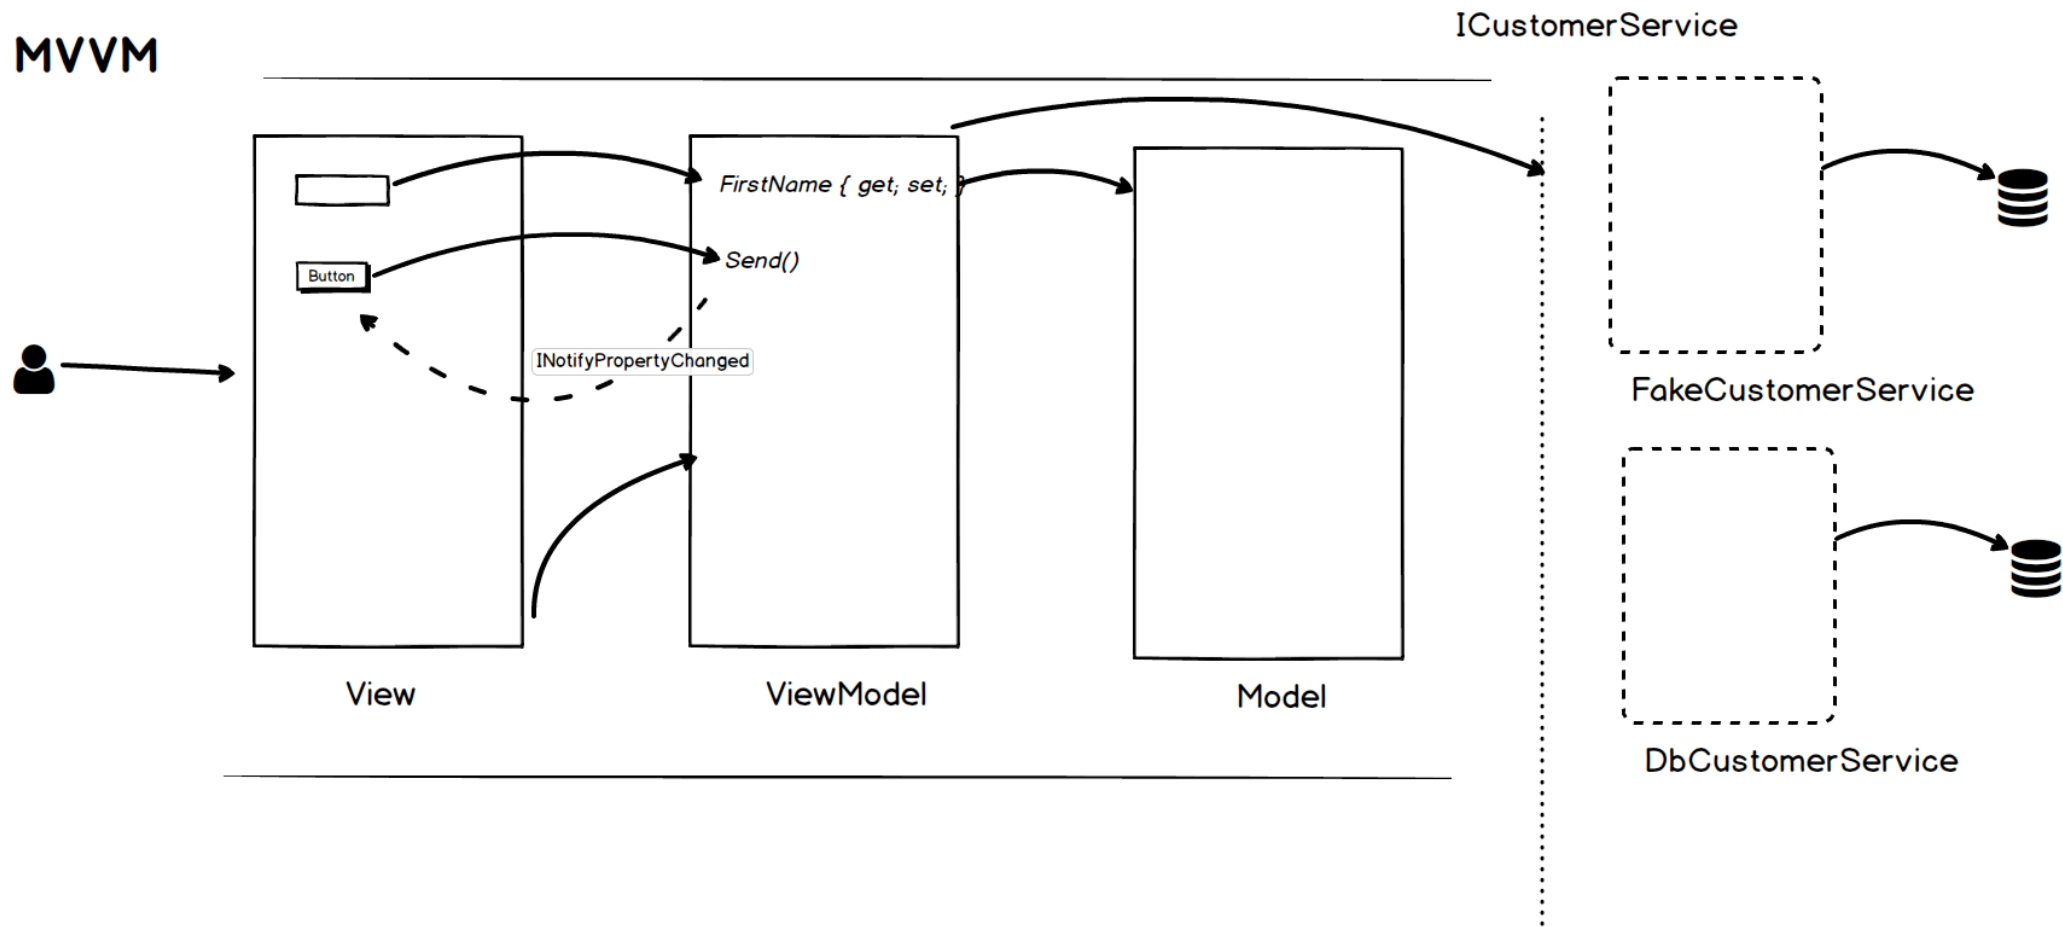 MVVM
ICustomerService
FirstName { get; set; }
Send()
Button
INotifyPropertyChanged
FakeCustomerService
View
ViewModel
Model
DbCustomerService